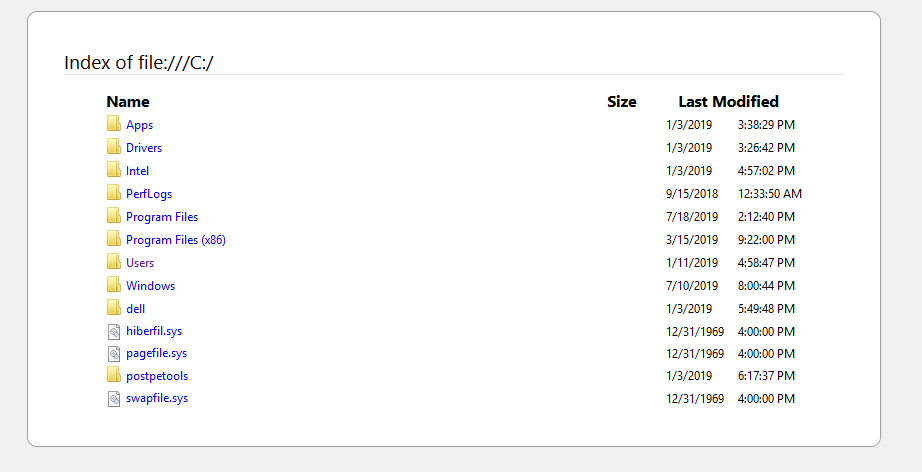 Index of file:///C:/
Name Size Last Modified
Apps 1/3/2019 3:38:29 PM
Drivers 1/3/2019 3:26:42 PM
Intel 1/3/2019 4:57:02 PM
PerfLogs 9/15/2018 12:33:50 AM
Program Files 7/18/2019 2:12:40 PM
Program Files (x86) 3/15/2019 9:22:00 PM
Users 1/11/2019 4:58:47 PM
Windows 7/10/2019 8:00:44 PM
dell 1/3/2019 5:49:48 PM
hiberfil.sys 12/31/1969 4:00:00 PM
pagefile.sys 12/31/1969 4:00:00 PM
postpetools 1/3/2019 6:17:37 PM
swapfile.sys 12/31/1969 4:00:00 PM